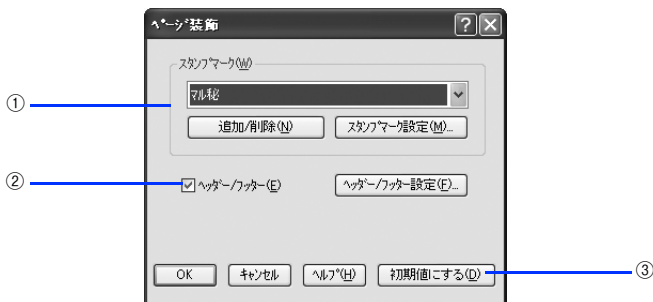 ページ装飾
スタンプマーク(W)
①
マル秘
追加/削除(N) スタンプマーク設定(M)...
② ヘッダー/フッター(E) ヘッダー/フッター設定(F)...
OK キャンセル ヘルプ(H) 初期値にする(D) ③